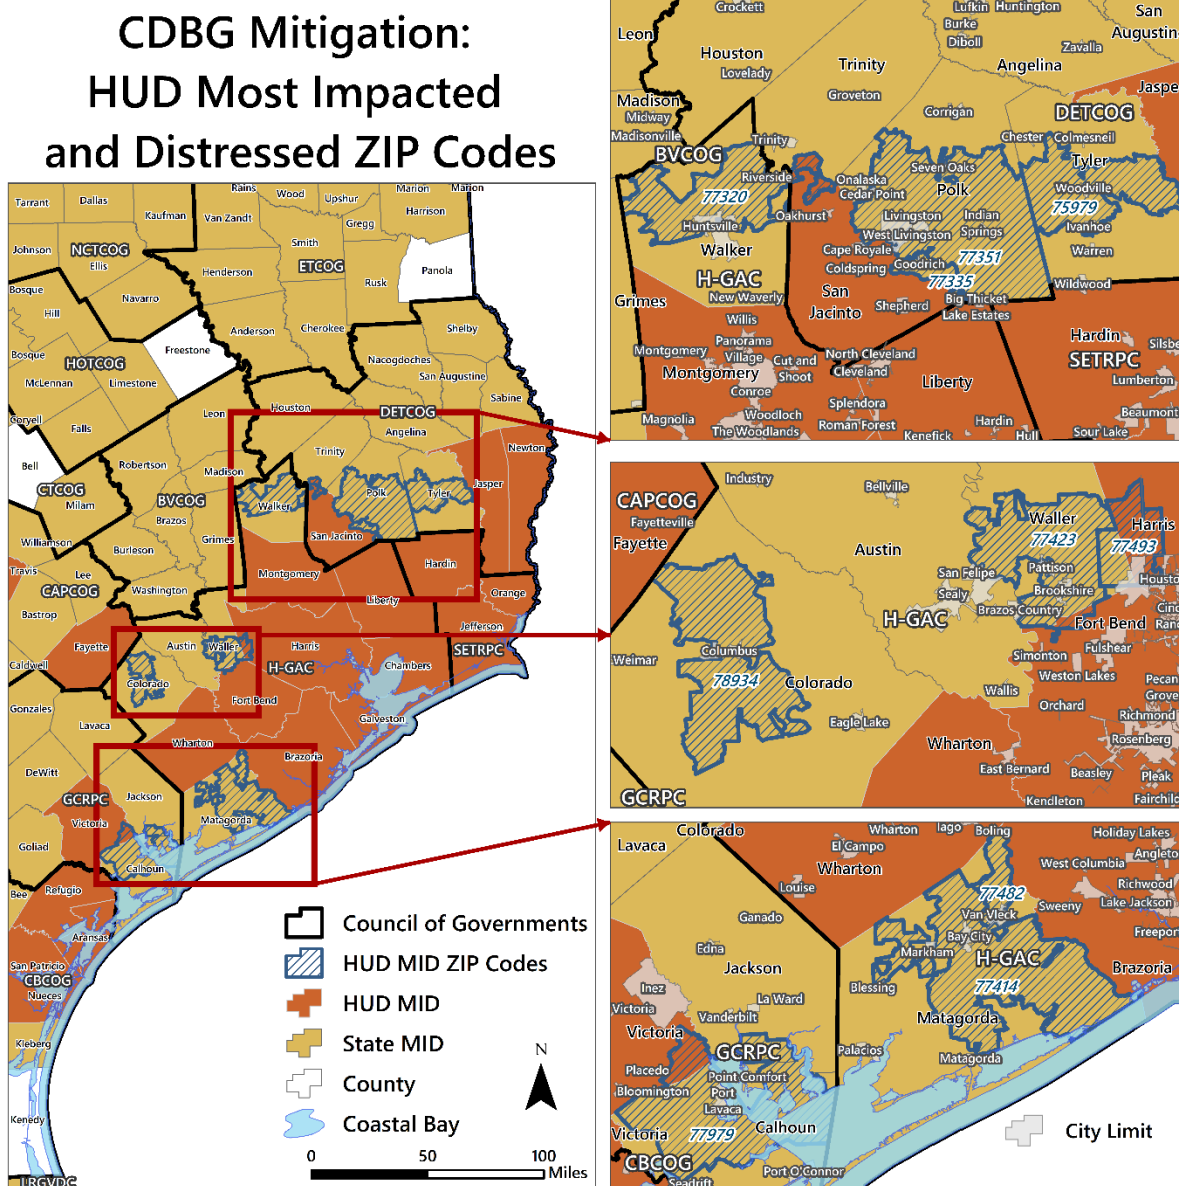 CDBG Mitigation:
HUD Most Impacted
and Distressed ZIP Codes
Rains
Wood
Upshur
Marion
Marion
Tarrant
Dallas
Kaufman
Van Zandt
Gregg
Harrison
Smith
Johnson
NCTCOG
Ellis
ETCOG
Henderson
Rusk
Panola
Bosque
Navarro
Hill
Anderson
Cherokee
Shelby
Freestone
Bosque
HOTCOG
Nacogdoches
McLennan
Limestone
San Augustine
Sabine
Leon
Houston
DETCOG
Coryell
Falls
Angelina
Trinity
Newton
Bell
Robertson
Madison
Jasper
CTCOG
Milam
BVCOG
Walker
Polk
Tyler
Brazos
Williamson
Burleson
Grimes
San Jacinto
Travis
Lee
Montgomery
Hardin
CAPCOG
Washington
Liberty
Orange
Bastrop
Jefferson
Fayette
Austin
Waller
Harris
SETRPC
Caldwell
H-GAC
Chambers
Colorado
Fort Bend
Gonzales
Lavaca
Galveston
Wharton
Brazoria
DeWitt
Jackson
GCRPC
Victoria
Matagorda
Goliad
Calhoun
Bee
Refugio
Aransas
San Patricio
CBCOG
Nueces
Kleberg
Kenedy
LRGVDC
Council of Governments
HUD MID ZIP Codes
HUD MID
State MID
County
Coastal Bay
N
0
50
100
Miles
Crockett
Lufkin
Huntington
San
Augustin
Leon
Burke
Diboll
Zavalla
Houston
Lovelady
Trinity
Angelina
Jaspe
Groveton
Madison
Midway
Corrigan
DETCOG
Madisonville
Trinity
Chester
Colmesneil
BVCOG
Tyler
Riverside
Onalaska
Seven Oaks
Cedar Point
Polk
Woodville
77320
75979
Oakhurst
Livingston
Indian
Springs
Huntsville
West Livingston
Ivanhoe
Walker
Cape Royale
77351
Warren
Coldspring
Goodrich
H-GAC
77335
Wildwood
New Waverly
San
Jacinto
Big Thicket
Lake Estates
Grimes
Shepherd
Willis
Hardin
Panorama
Village
Silsbe
Montgomery
Cut and
Shoot
North Cleveland
SETRPC
Montgomery
Cleveland
Conroe
Liberty
Lumberton
Splendora
Magnolia
Woodloch
Beaumont
The Woodlands
Roman Forest
Hardin
Kenefick
Hull
Sour Lake
Industry
Bellville
CAPCOG
Fayetteville
Fayette
Waller
Harris
77423
77493
Austin
Pattison
San Felipe
Housto
Sealy
Brookshire
Brazos Country
H-GAC
Cinc
Ran
Fort Bend
Columbus
Simonton
Fulshear
Weimar
Weston Lakes
78934
Colorado
Wallis
Pecan
Grove
Orchard
Eagle Lake
Richmond
Wharton
Rosenberg
East Bernard
Beasley
Pleak
GCRPC
Kendleton
Fairchild
Colorado
Wharton
Iago
Boling
Holiday Lakes
Lavaca
El Campo
Angleto
Wharton
West Columbia
Louise
77482
Richwood
Sweeny
Lake Jackson
Ganado
Van Vleck
Freepor
Bay City
Edna
Markham
H-GAC
Jackson
Brazoria
Blessing
77414
Inez
La Ward
Victoria
Vanderbilt
Matagorda
Victoria
GCRPC
Palacios
Matagorda
Placedo
Point Comfort
Bloomington
Port
Lavaca
Victoria
77979
Calhoun
City Limit
CBCOG
Port O'Connor
Seadrift